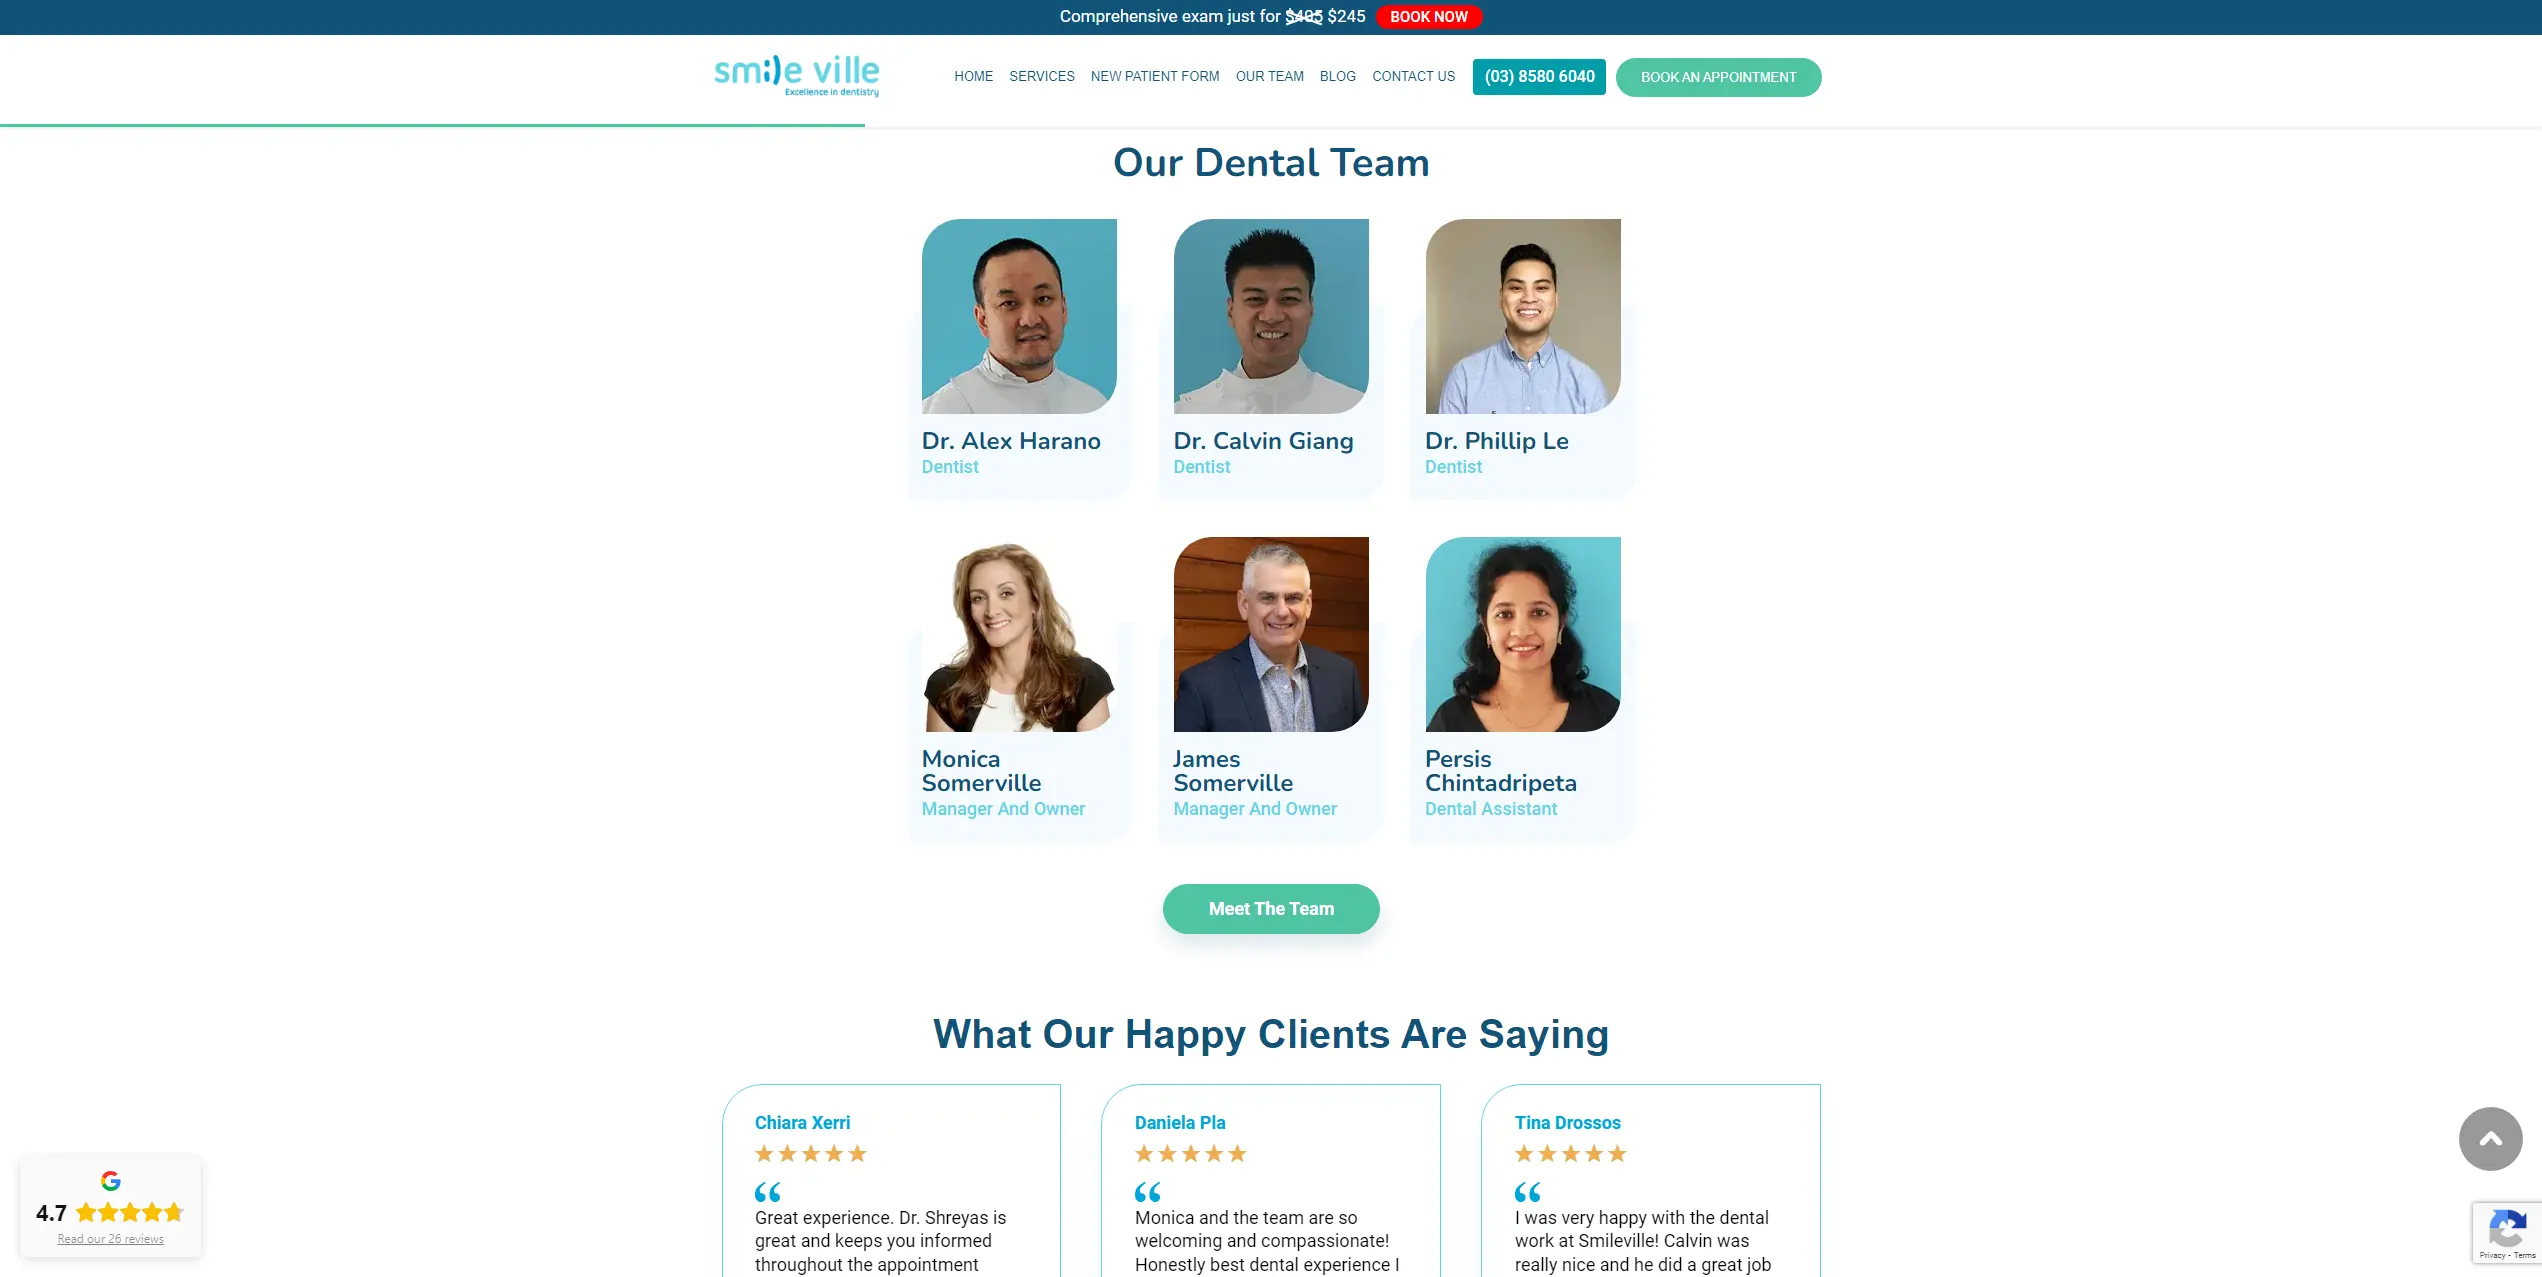 Comprehensive exam just for $495 $245 BOOK NOW
smile ville
Excellence in dentistry
HOME SERVICES NEW PATIENT FORM OUR TEAM BLOG CONTACT US (03) 8580 6040 BOOK AN APPOINTMENT
Our Dental Team
Dr. Alex Harano
Dentist
Dr. Calvin Giang
Dentist
Dr. Phillip Le
Dentist
Monica
Somerville
Manager And Owner
James
Somerville
Manager And Owner
Persis
Chintadripeta
Dental Assistant
Meet The Team
What Our Happy Clients Are Saying
Chiara Xerri
“
Great experience. Dr. Shreyas is
great and keeps you informed
throughout the appointment
Daniela Pla
“
Monica and the team are so
welcoming and compassionate!
Honestly best dental experience I
Tina Drossos
“
I was very happy with the dental
work at Smileville! Calvin was
really nice and he did a great job
4.7
Read our 26 reviews
Privacy - Terms